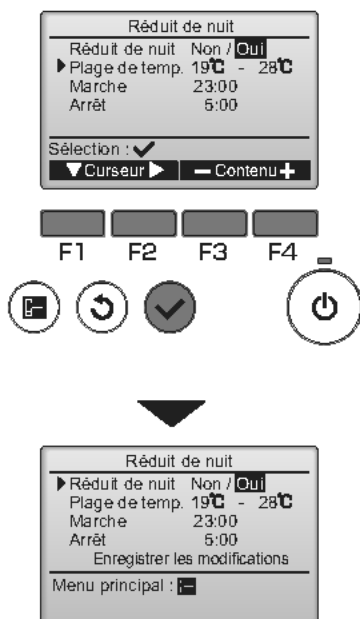 Réduit de nuit
Réduit de nuit Non / Oui
Plage de temp. 19℃ - 28℃
Marche 23:00
Arrêt 5:00
Sélection :
Curseur Contenu
F1 F2 F3 F4
Réduit de nuit
Réduit de nuit Non / Oui
Plage de temp. 19℃ - 28℃
Marche 23:00
Arrêt 5:00
Enregistrer les modifications
Menu principal :